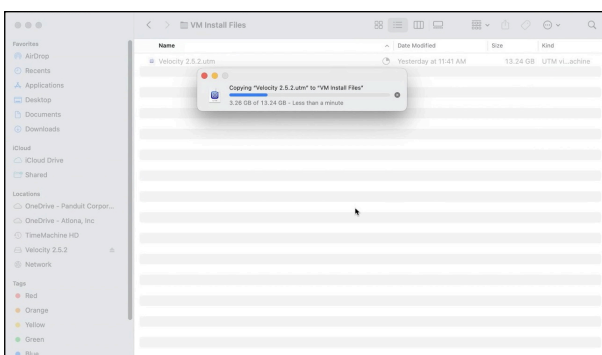 VM Install Files
Favorites
AirDrop
Recents
Applications
Desktop
Documents
Downloads
iCloud
iCloud Drive
Shared
Locations
OneDrive - Panduit Corpor...
OneDrive - Atlona, Inc
TimeMachine HD
Velocity 2.5.2
Network
Tags
Red
Orange
Yellow
Green
Blue
Name Date Modified Size Kind
Velocity 2.5.2.utm Yesterday at 11:41 AM 13.24 GB UTM vi...achine
Copying "Velocity 2.5.2.utm" to "VM Install Files"
3.26 GB of 13.24 GB - Less than a minute